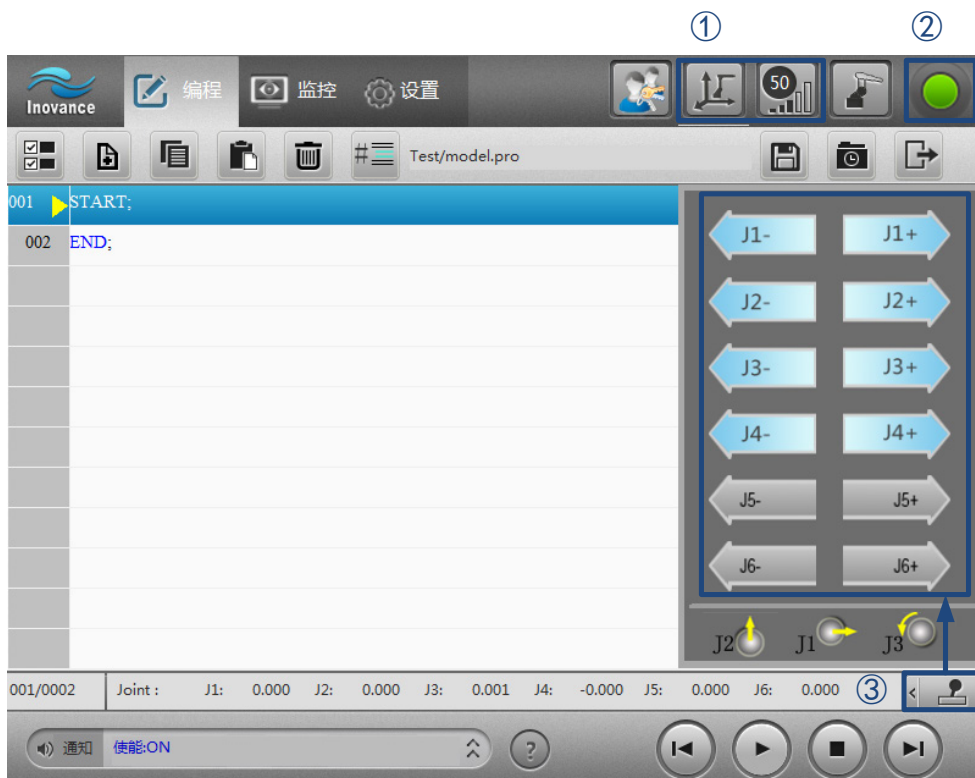 ① ②
Inovance 编程 监控 设置 50
# Test/model.pro
001 START;
002 END;
J1- J1+
J2- J2+
J3- J3+
J4- J4+
J5- J5+
J6- J6+
J2 J1 J3
001/0002 Joint : J1: 0.000 J2: 0.000 J3: 0.001 J4: -0.000 J5: 0.000 J6: 0.000 ③ <
通知 使能:ON ?